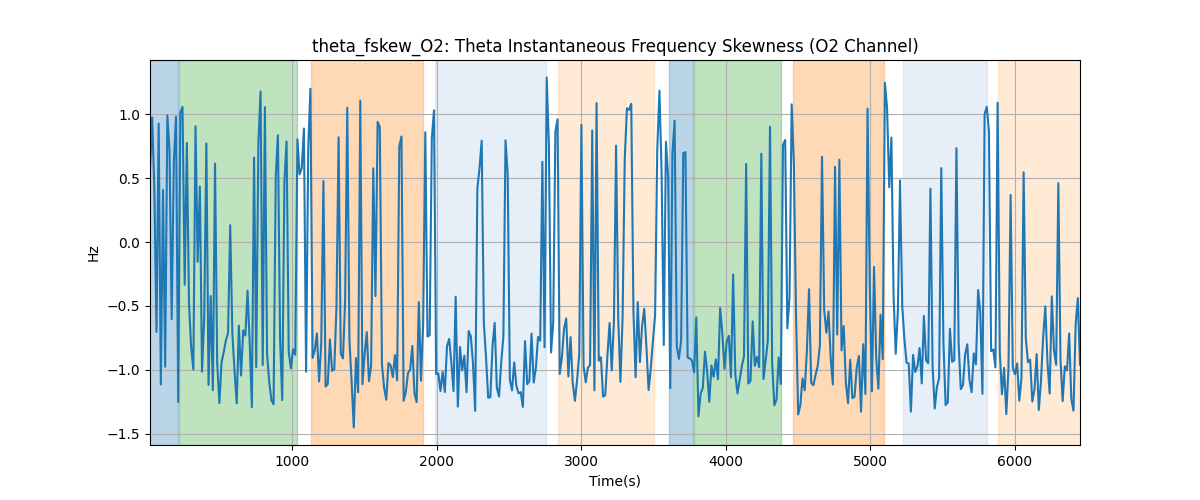 theta_fskew_O2: Theta Instantaneous Frequency Skewness (O2 Channel)
1.0
0.5
0.0
−0.5
−1.0
−1.5
Hz
1000 2000 3000 4000 5000 6000
Time(s)